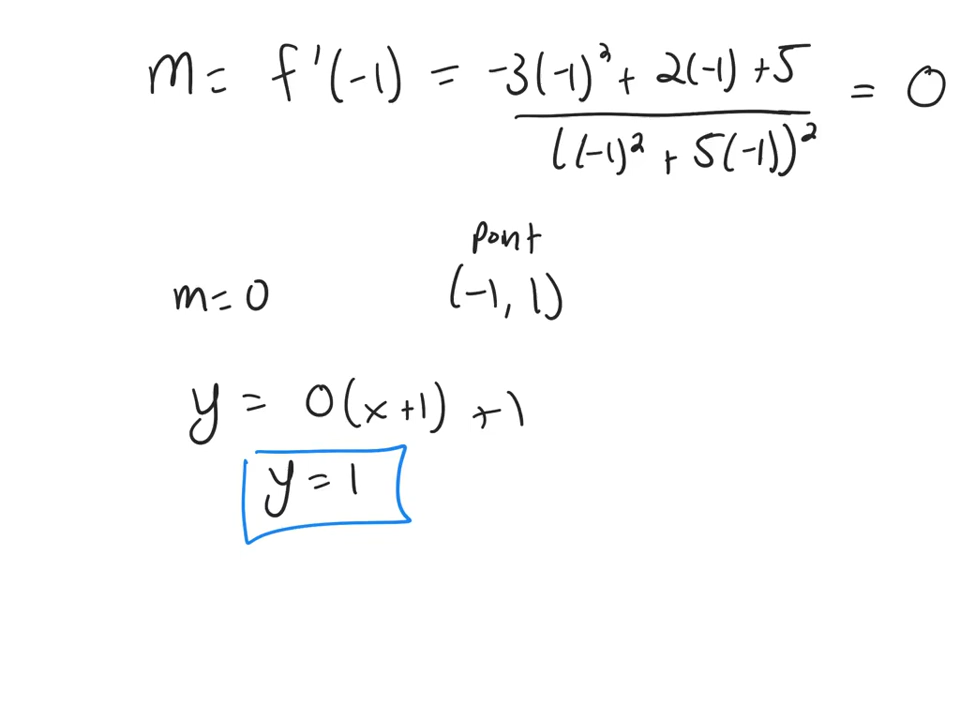 m = f'(-1) = -3(-1)² + 2(-1) + 5 / ((-1)² + 5(-1))² = 0
pont
m=0 (-1, 1)
y = 0(x+1) + 1
y = 1